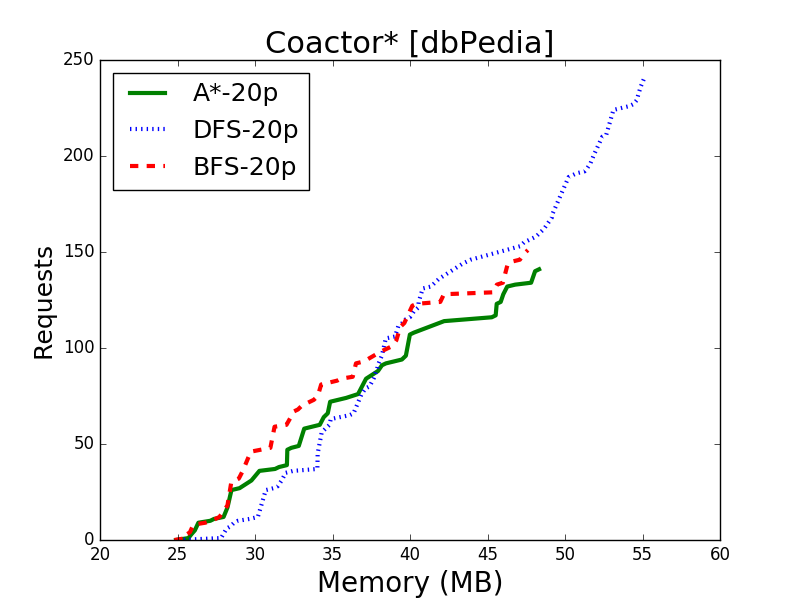 Coactor* [dbPedia]
A*-20p
DFS-20p
BFS-20p
250
200
150
100
50
0
Requests
20 25 30 35 40 45 50 55 60
Memory (MB)